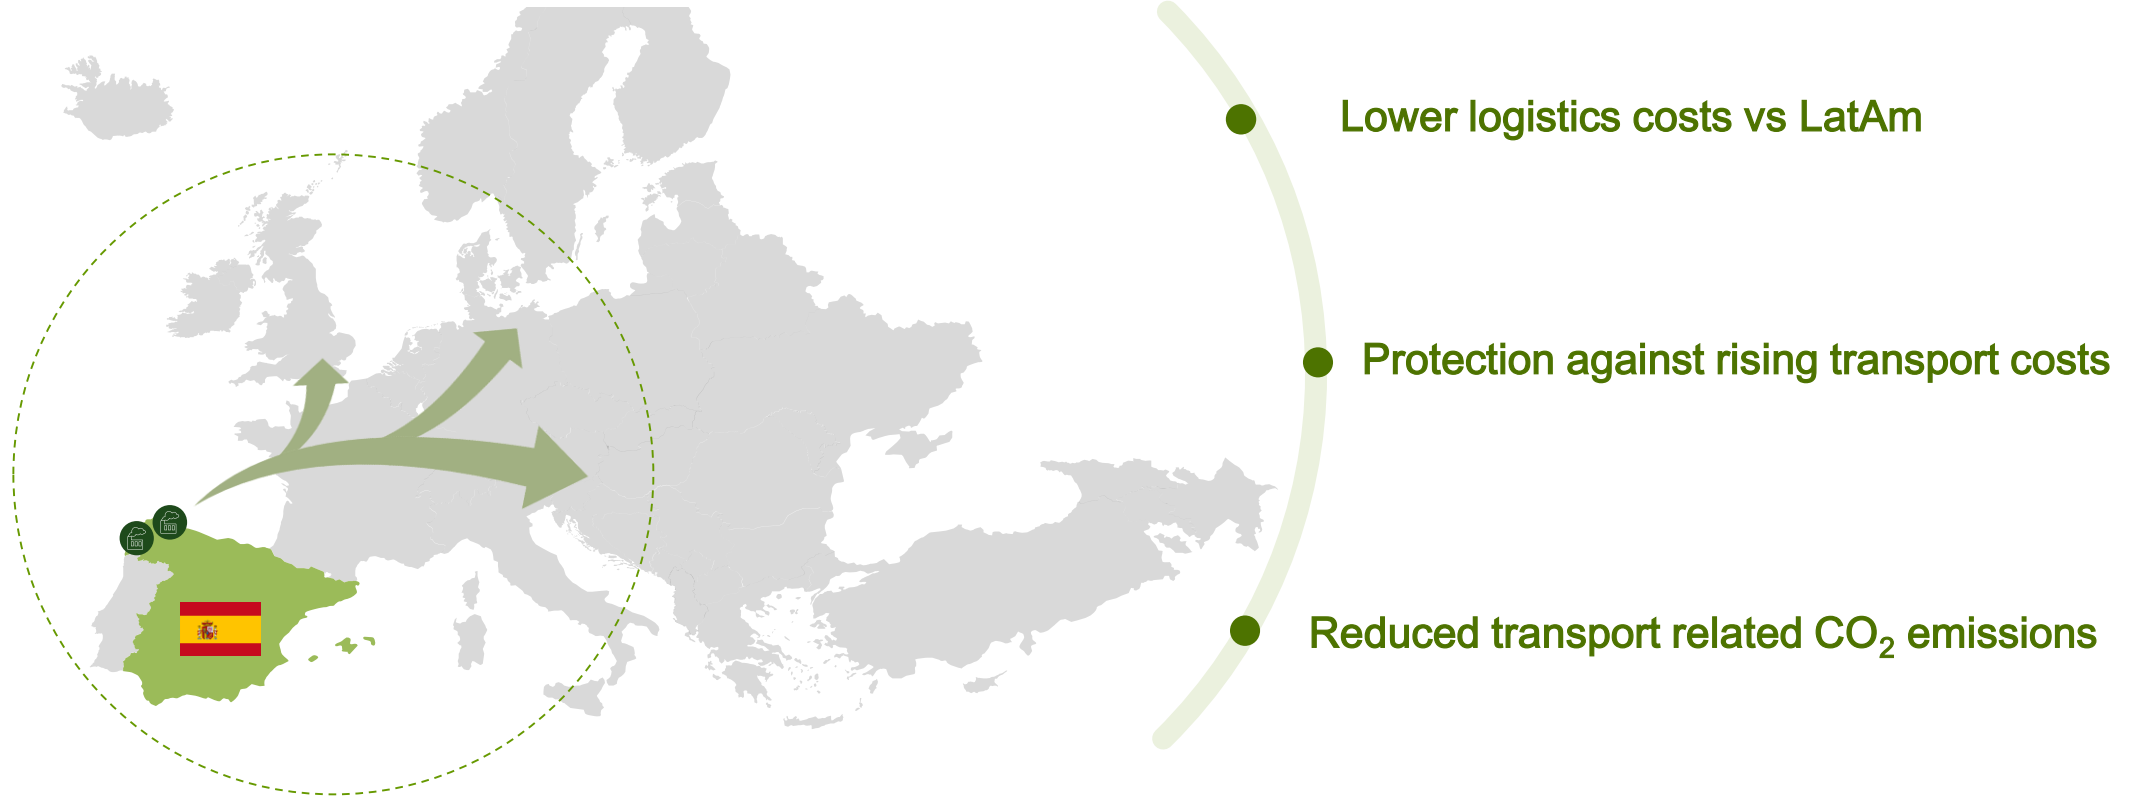 Lower logistics costs vs LatAm
Protection against rising transport costs
Reduced transport related CO₂ emissions